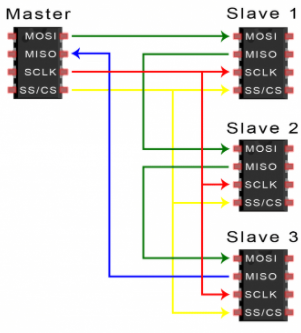 Master
MOSI
MISO
SCLK
SS/CS
Slave 1
MOSI
MISO
SCLK
SS/CS
Slave 2
MOSI
MISO
SCLK
SS/CS
Slave 3
MOSI
MISO
SCLK
SS/CS